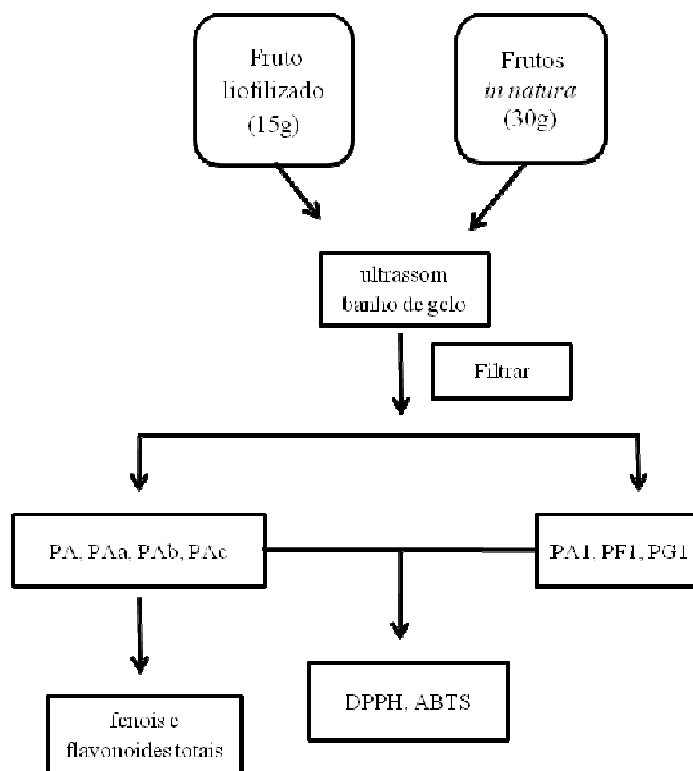 Fruto
liofilizado
(15g)
Frutos
in natura
(30g)
ultrassom
banho de gelo
Filtrar
PA, PAa, PAb, PAc
PA1, PF1, PG1
DPPH, ABTS
fenois e
flavonoides totais